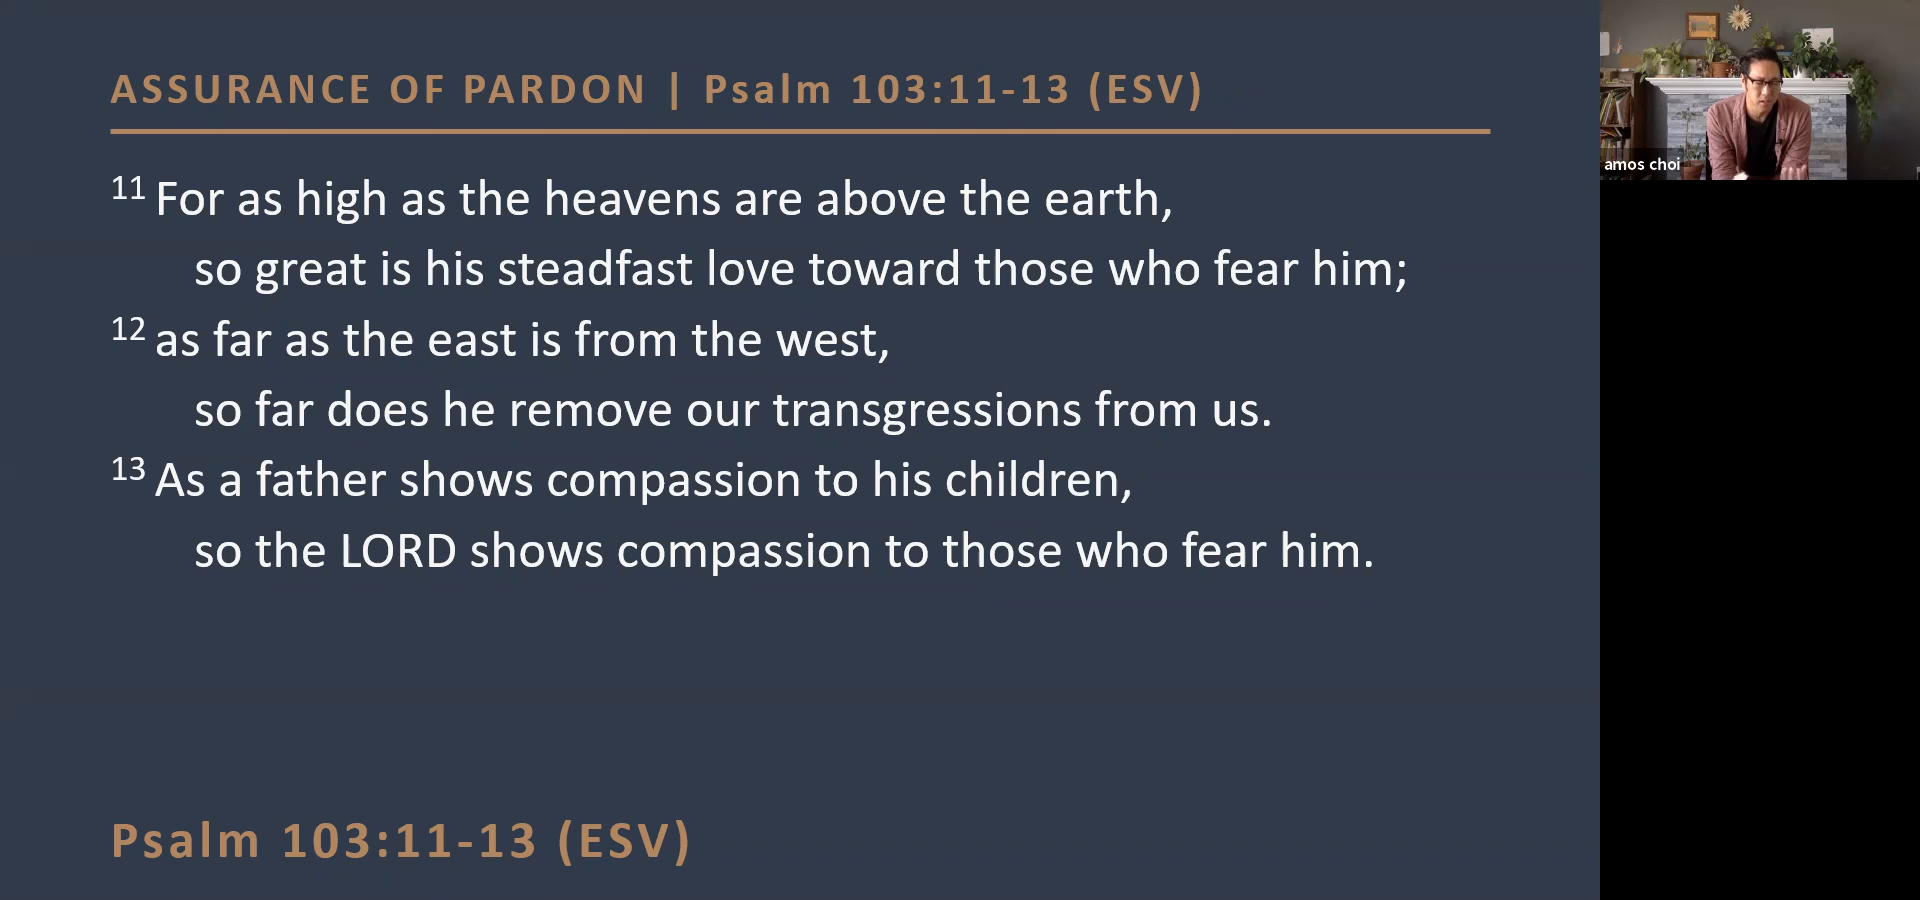 ASSURANCE OF PARDON | Psalm 103:11-13 (ESV)
11 For as high as the heavens are above the earth,
so great is his steadfast love toward those who fear him;
12 as far as the east is from the west,
so far does he remove our transgressions from us.
13 As a father shows compassion to his children,
so the LORD shows compassion to those who fear him.
Psalm 103:11-13 (ESV)
amos choi